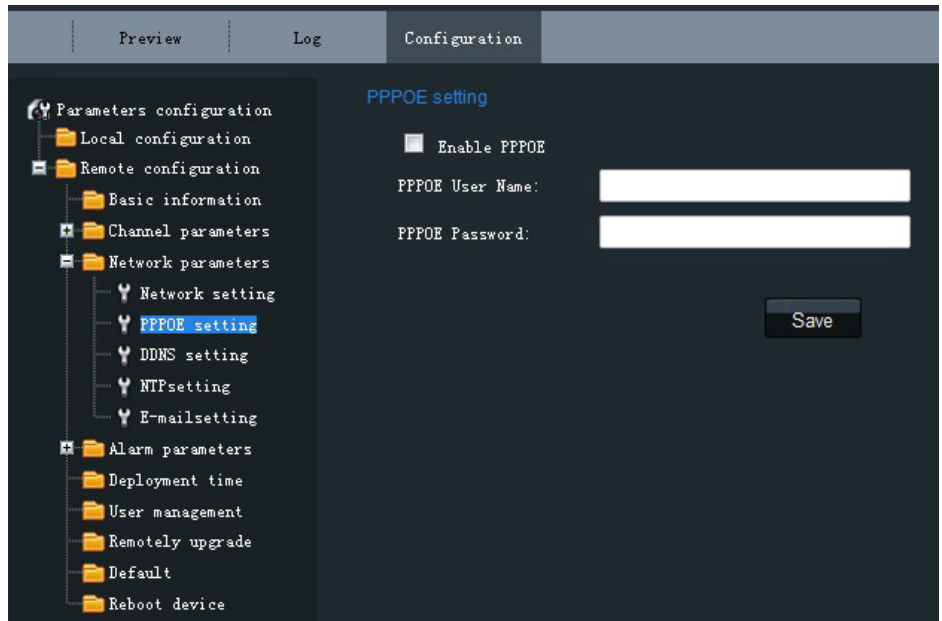 Preview Log Configuration
Parameters configuration
Local configuration
Remote configuration
Basic information
Channel parameters
Network parameters
Network setting
PPPOE setting
DDNS setting
NTPsetting
E-mailsetting
Alarm parameters
Deployment time
User management
Remotely upgrade
Default
Reboot device
PPPOE setting
Enable PPPOE
PPPOE User Name:
PPPOE Password:
Save